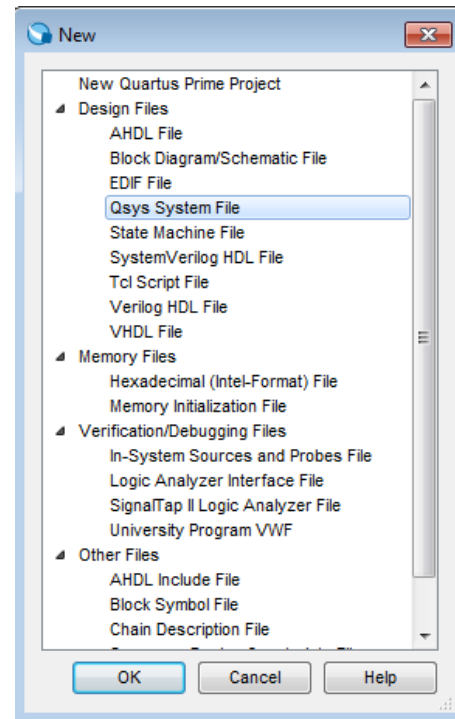 New
New Quartus Prime Project
Design Files
AHDL File
Block Diagram/Schematic File
EDIF File
Qsys System File
State Machine File
SystemVerilog HDL File
Tcl Script File
Verilog HDL File
VHDL File
Memory Files
Hexadecimal (Intel-Format) File
Memory Initialization File
Verification/Debugging Files
In-System Sources and Probes File
Logic Analyzer Interface File
SignalTap II Logic Analyzer File
University Program VWF
Other Files
AHDL Include File
Block Symbol File
Chain Description File
OK Cancel Help